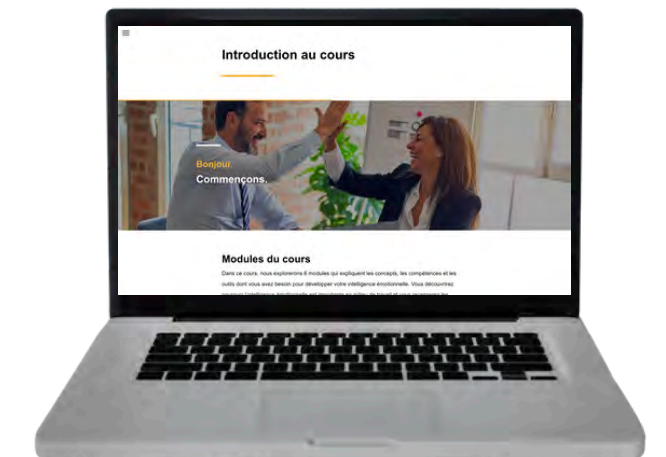 Introduction au cours
Bonjour.
Commençons.
Modules du cours
Dans ce cours, nous explorerons 6 modules qui expliquent les concepts, les compétences et les
outils dont vous avez besoin pour développer votre intelligence émotionnelle. Vous découvrirez